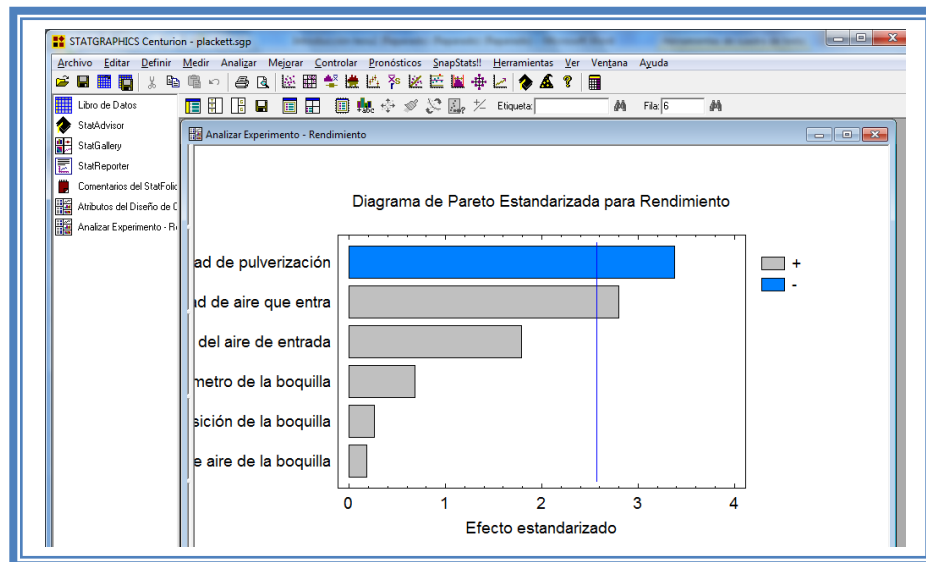 STATGRAPHICS Centurion - plackett.sgp
Archivo Editar Definir Medir Analizar Mejorar Controlar Pronósticos SnapStats!! Herramientas Ver Ventana Ayuda
Etiqueta: Fila: 6
Libro de Datos
StatAdvisor
StatGallery
StatReporter
Comentarios del StatFolic
Atributos del Diseño de C
Analizar Experimento - Re
Analizar Experimento - Rendimiento
Diagrama de Pareto Estandarizada para Rendimiento
ad de pulverización
ad de aire que entra
del aire de entrada
metro de la boquilla
sición de la boquilla
e aire de la boquilla
+
-
0 1 2 3 4
Efecto estandarizado